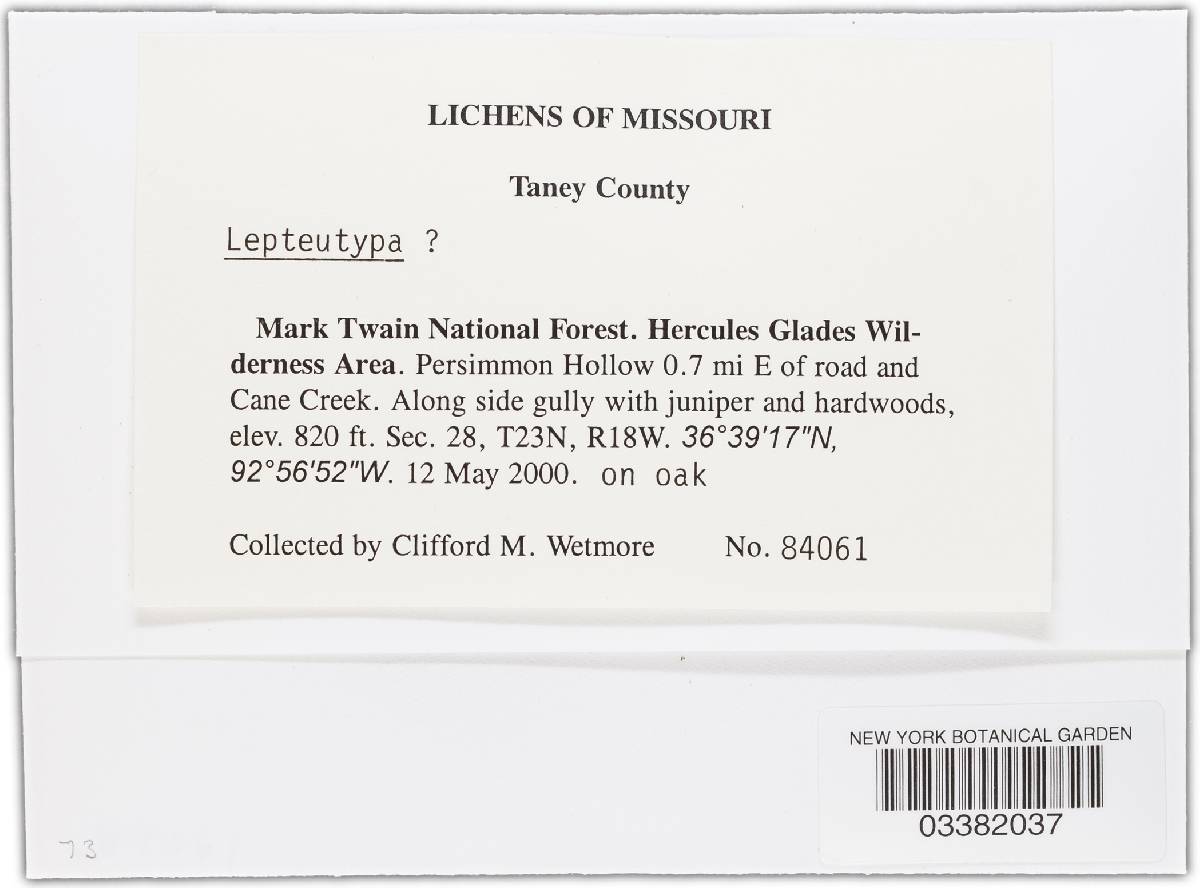 LICHENS OF MISSOURI
Taney County
Lepteutypa ?
Mark Twain National Forest. Hercules Glades Wil-
derness Area. Persimmon Hollow 0.7 mi E of road and
Cane Creek. Along side gully with juniper and hardwoods,
elev. 820 ft. Sec. 28, T23N, R18W. 36°39'17"N,
92°56'52"W. 12 May 2000. on oak
Collected by Clifford M. Wetmore No. 84061
NEW YORK BOTANICAL GARDEN
03382037
73